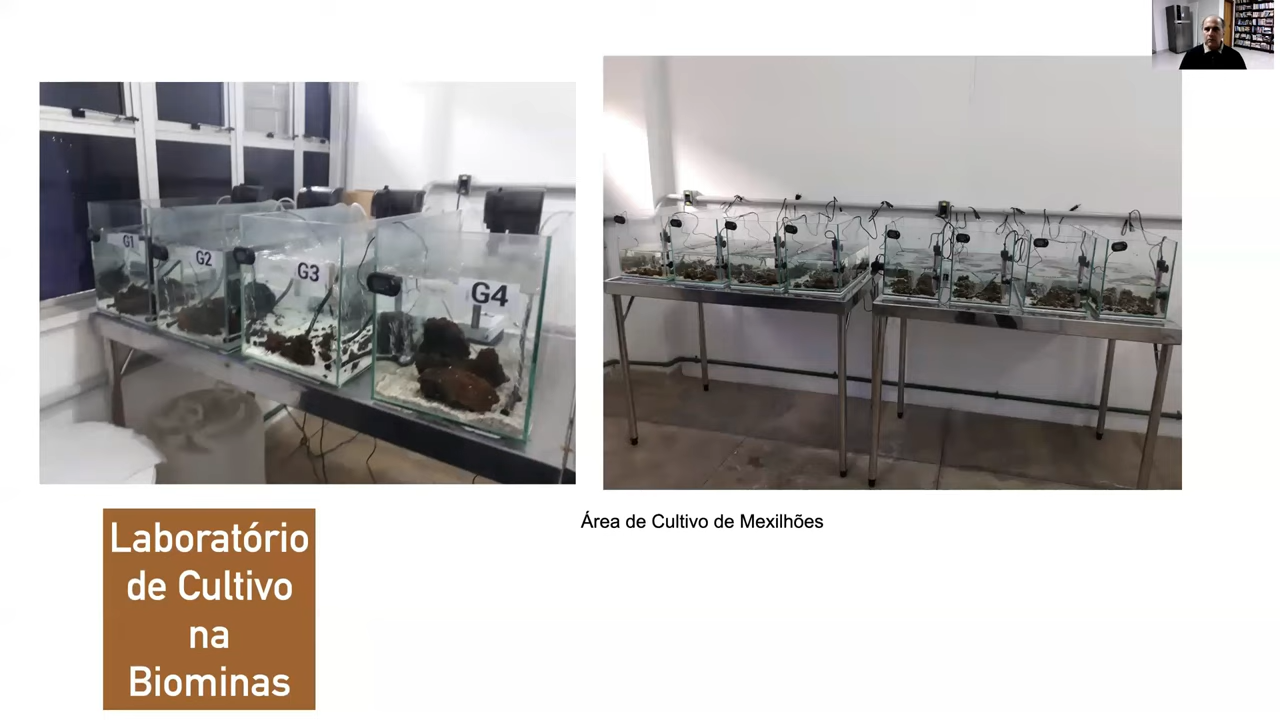 G1
G2
G3
G4
Área de Cultivo de Mexilhões
Laboratório
de Cultivo
na
Biominas